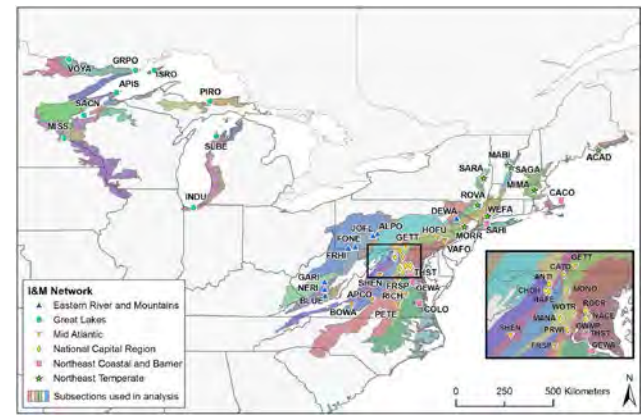 VOYA
GRPO
ISRO
APIS
SACN
PIRO
MISS
SLBE
INDU
MABI
SARA
SAGA
ACAD
MIMA
CACO
ROVA
WEFA
DEWA
SAHI
MORR
HOFU
VAFO
JOFL
ALPO
GETT
FONE
FRHI
THST
GARI
NERI
BLUE
SHEN
FRSP
GEWA
APCO
RICH
BOWA
PETE
COLO
GETT
CATO
ANTI
CHOH
MONO
HAFE
WOTR
ROCR
MANA
NACE
SHEN
PRWI
GWMP
THST
FRSP
GEWA
I&M Network
Eastern River and Mountains
Great Lakes
Mid Atlantic
National Capital Region
Northeast Coastal and Barrier
Northeast Temperate
Subsections used in analysis
0 250 500 Kilometers
N